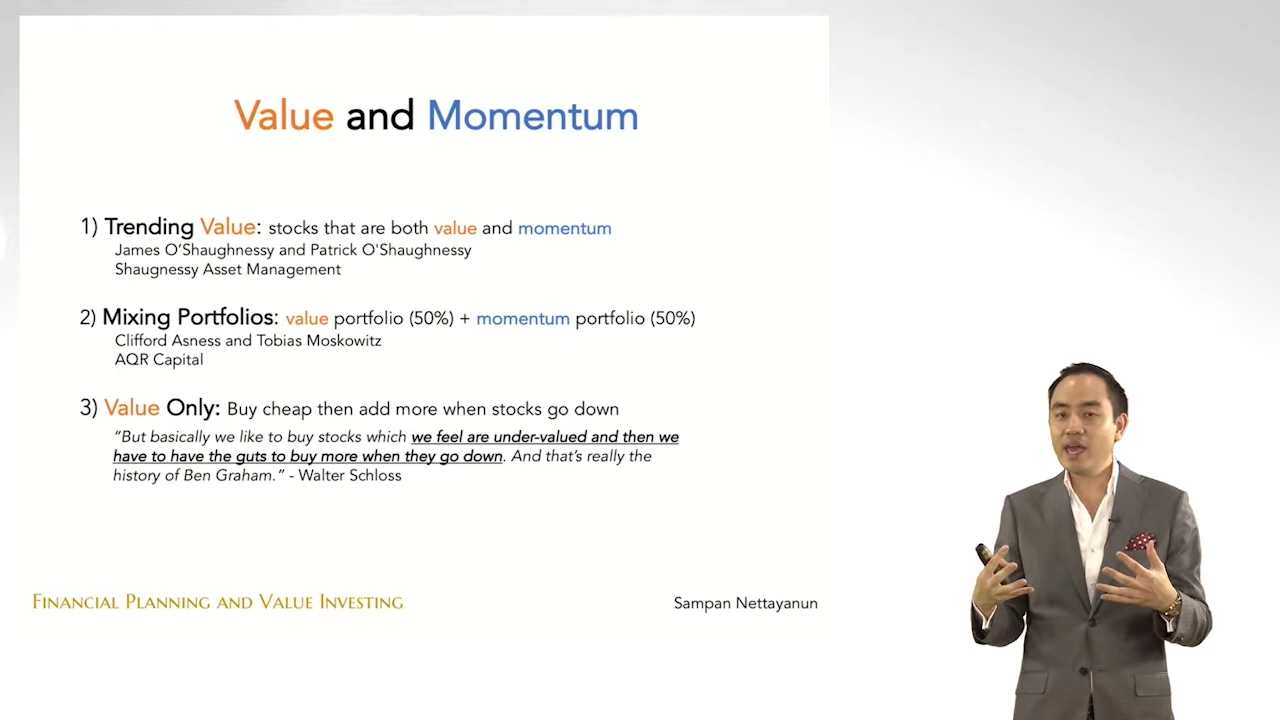 Value and Momentum
1) Trending Value: stocks that are both value and momentum
James O’Shaughnessy and Patrick O'Shaughnessy
Shaugnessy Asset Management
2) Mixing Portfolios: value portfolio (50%) + momentum portfolio (50%)
Clifford Asness and Tobias Moskowitz
AQR Capital
3) Value Only: Buy cheap then add more when stocks go down
“But basically we like to buy stocks which we feel are under-valued and then we
have to have the guts to buy more when they go down. And that’s really the
history of Ben Graham.” - Walter Schloss
Financial Planning and Value Investing
Sampan Nettayanun